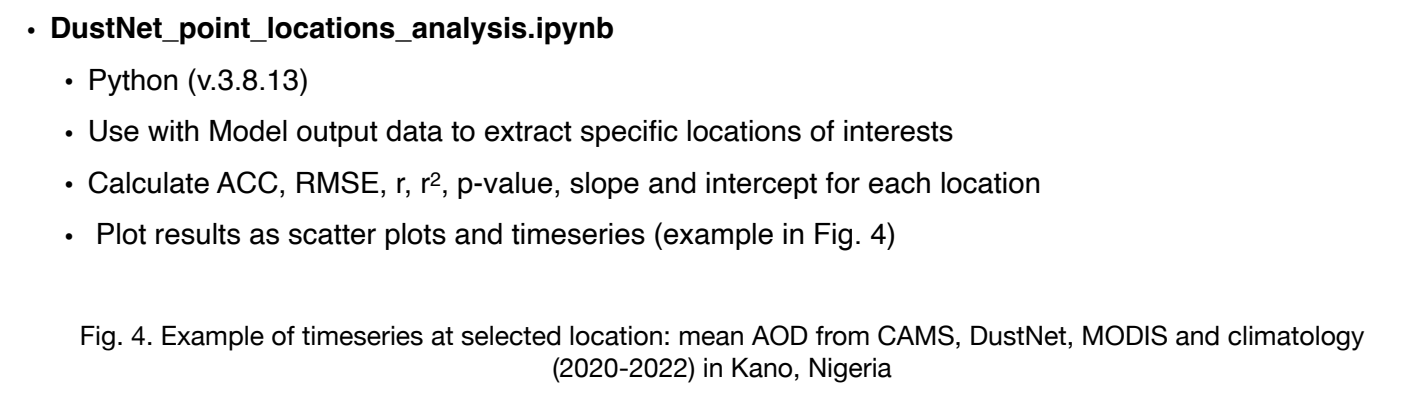 • DustNet_point_locations_analysis.ipynb
• Python (v.3.8.13)
• Use with Model output data to extract specific locations of interests
• Calculate ACC, RMSE, r, r², p-value, slope and intercept for each location
• Plot results as scatter plots and timeseries (example in Fig. 4)
Fig. 4. Example of timeseries at selected location: mean AOD from CAMS, DustNet, MODIS and climatology
(2020-2022) in Kano, Nigeria